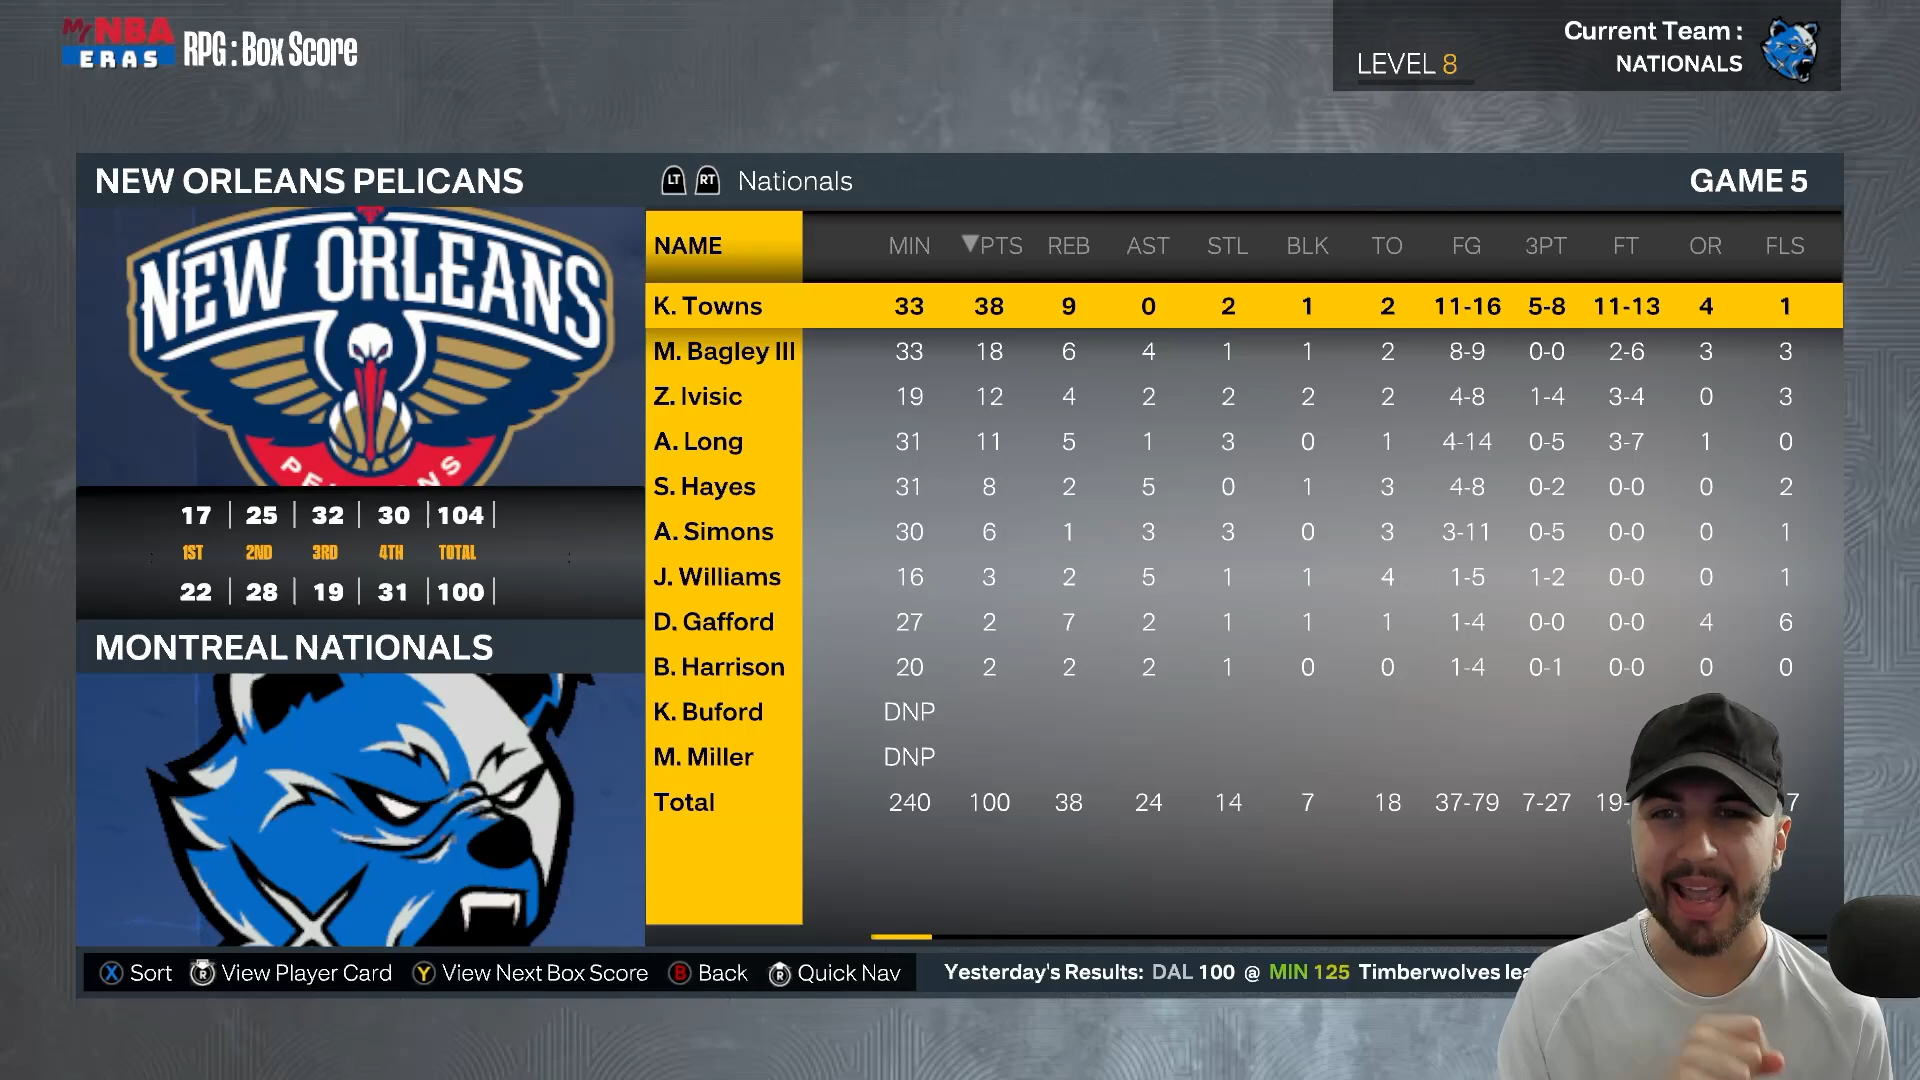 My NBA ERAS RPG : Box Score
LEVEL 8
Current Team :
NATIONALS
NEW ORLEANS PELICANS
NEW ORLEANS
17 | 25 | 32 | 30 | 104 |
1ST 2ND 3RD 4TH TOTAL
22 | 28 | 19 | 31 | 100 |
MONTREAL NATIONALS
LT RT Nationals GAME 5
NAME MIN ▼PTS REB AST STL BLK TO FG 3PT FT OR FLS
K. Towns 33 38 9 0 2 1 2 11-16 5-8 11-13 4 1
M. Bagley III 33 18 6 4 1 1 2 8-9 0-0 2-6 3 3
Z. Ivisic 19 12 4 2 2 2 2 4-8 1-4 3-4 0 3
A. Long 31 11 5 1 3 0 1 4-14 0-5 3-7 1 0
S. Hayes 31 8 2 5 0 1 3 4-8 0-2 0-0 0 2
A. Simons 30 6 1 3 3 0 3 3-11 0-5 0-0 0 1
J. Williams 16 3 2 5 1 1 4 1-5 1-2 0-0 0 1
D. Gafford 27 2 7 2 1 1 1 1-4 0-0 0-0 4 6
B. Harrison 20 2 2 2 1 0 0 1-4 0-1 0-0 0 0
K. Buford DNP
M. Miller DNP
Total 240 100 38 24 14 7 18 37-79 7-27 19- 7
X Sort R View Player Card Y View Next Box Score B Back R Quick Nav
Yesterday's Results: DAL 100 @ MIN 125 Timberwolves lea